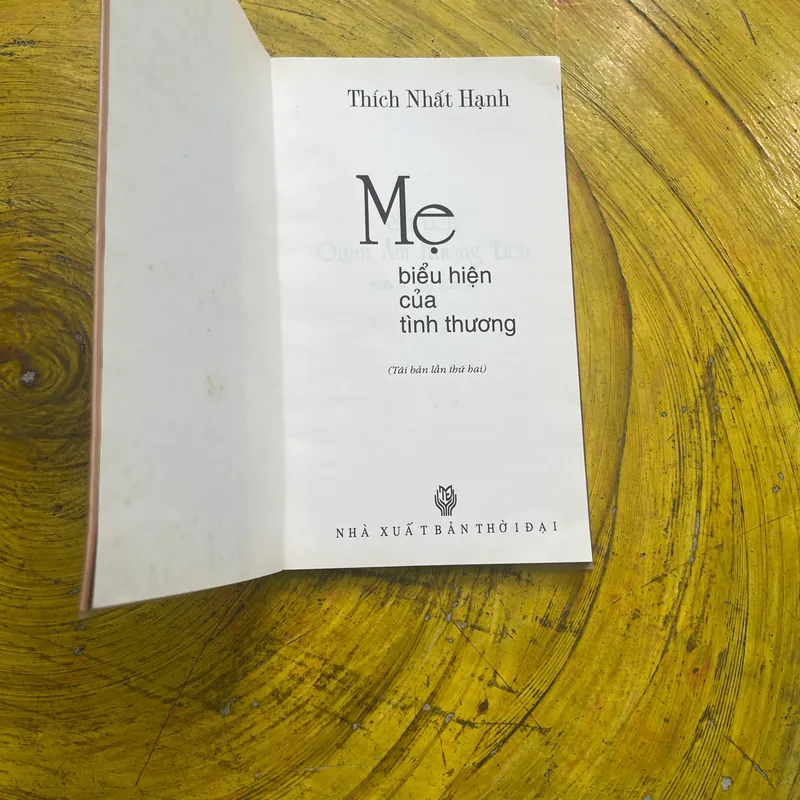 Thích Nhất Hạnh
Mẹ
biểu hiện
của
tình thương
(Tái bản lần thứ hai)
NHÀ XUẤT BẢN THỜI ĐẠI